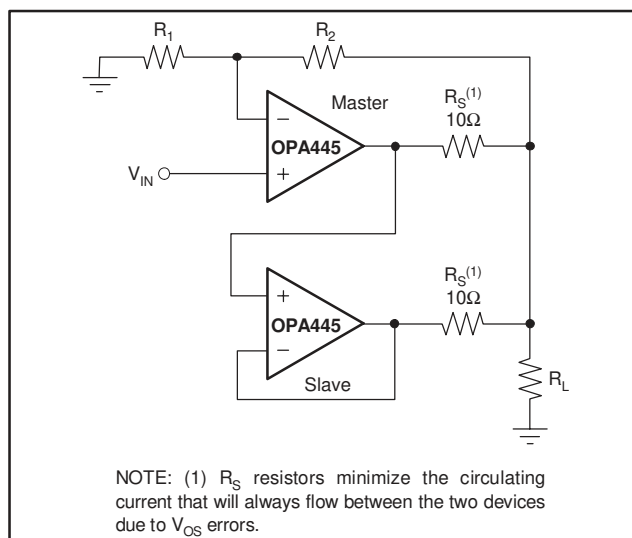 R1
R2
Master
RS(1)
10Ω
–
OPA445
+
VIN
RS(1)
10Ω
+
OPA445
–
Slave
RL
NOTE: (1) RS resistors minimize the circulating
current that will always flow between the two devices
due to VOS errors.